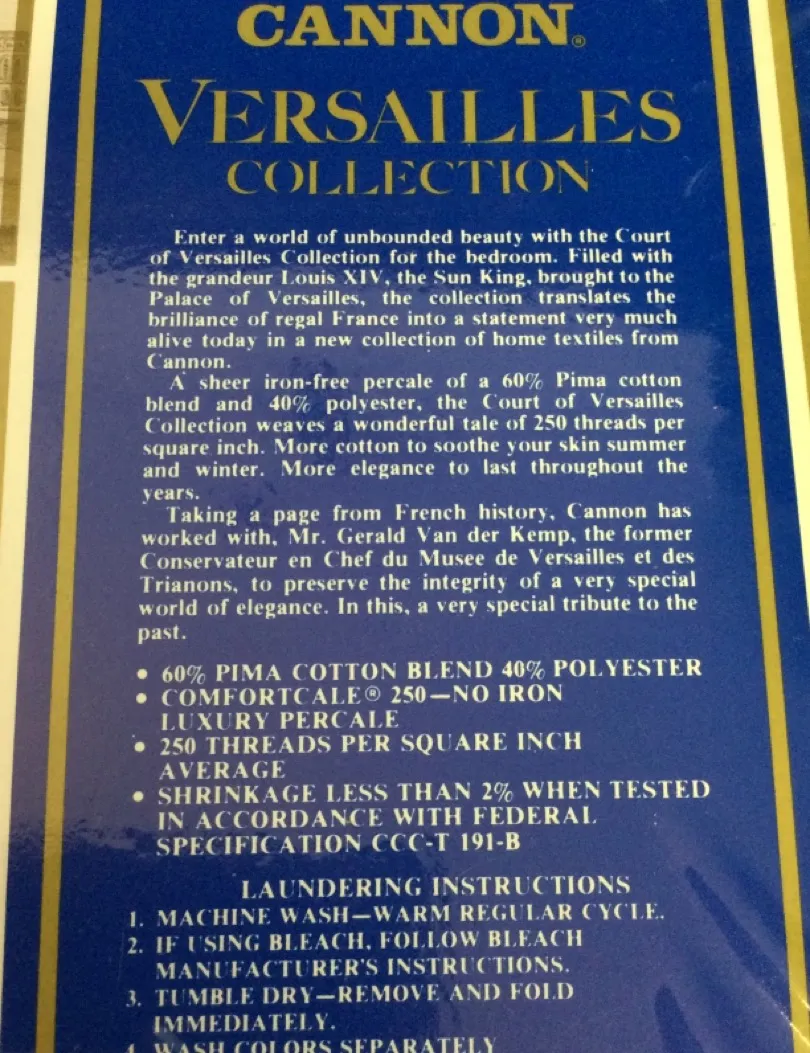 CANNON®
VERSAILLES
COLLECTION
Enter a world of unbounded beauty with the Court
of Versailles Collection for the bedroom. Filled with
the grandeur Louis XIV, the Sun King, brought to the
Palace of Versailles, the collection translates the
brilliance of regal France into a statement very much
alive today in a new collection of home textiles from
Cannon.
A sheer iron-free percale of a 60% Pima cotton
blend and 40% polyester, the Court of Versailles
Collection weaves a wonderful tale of 250 threads per
square inch. More cotton to soothe your skin summer
and winter. More elegance to last throughout the
years.
Taking a page from French history, Cannon has
worked with, Mr. Gerald Van der Kemp, the former
Conservateur en Chef du Musee de Versailles et des
Trianons, to preserve the integrity of a very special
world of elegance. In this, a very special tribute to the
past.
• 60% PIMA COTTON BLEND 40% POLYESTER
• COMFORTCALE® 250—NO IRON
LUXURY PERCALE
• 250 THREADS PER SQUARE INCH
AVERAGE
• SHRINKAGE LESS THAN 2% WHEN TESTED
IN ACCORDANCE WITH FEDERAL
SPECIFICATION CCC-T 191-B
LAUNDERING INSTRUCTIONS
1. MACHINE WASH—WARM REGULAR CYCLE.
2. IF USING BLEACH, FOLLOW BLEACH
MANUFACTURER'S INSTRUCTIONS.
3. TUMBLE DRY—REMOVE AND FOLD
IMMEDIATELY.
4. WASH COLORS SEPARATELY